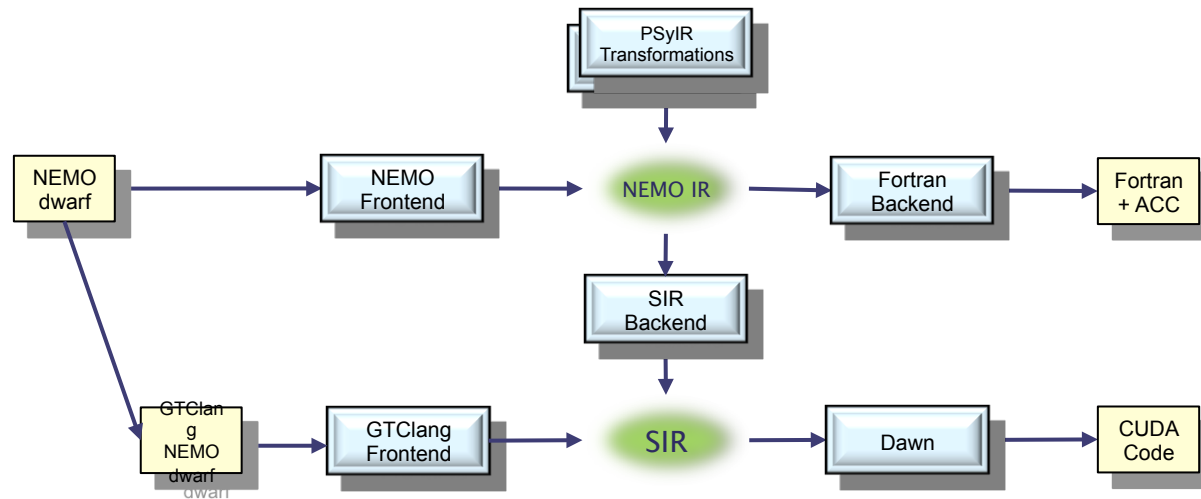 PSyIR
Transformations
NEMO
dwarf
NEMO
Frontend
NEMO IR
Fortran
Backend
Fortran
+ ACC
SIR
Backend
GTClan
g
NEMO
dwarf
dwarf
GTClang
Frontend
SIR
Dawn
CUDA
Code